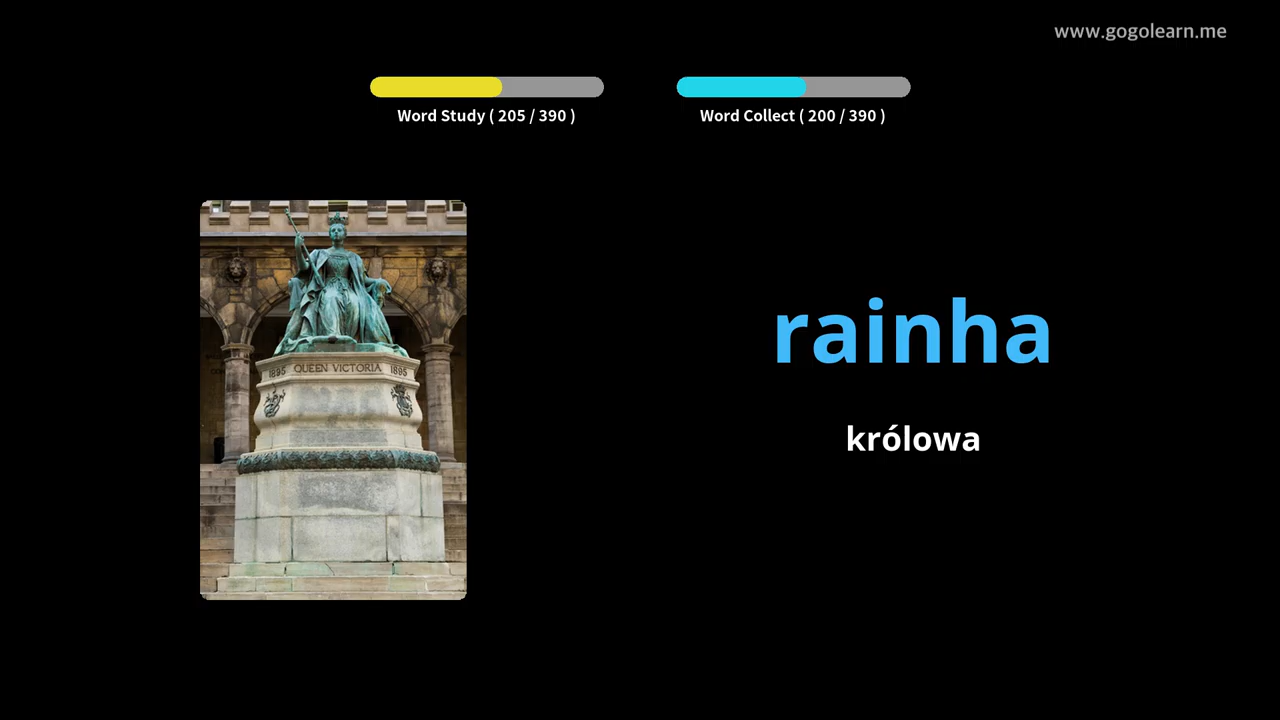 www.gogolearn.me
Word Study ( 205 / 390 )
Word Collect ( 200 / 390 )
1895 QUEEN VICTORIA 1895
rainha
królowa